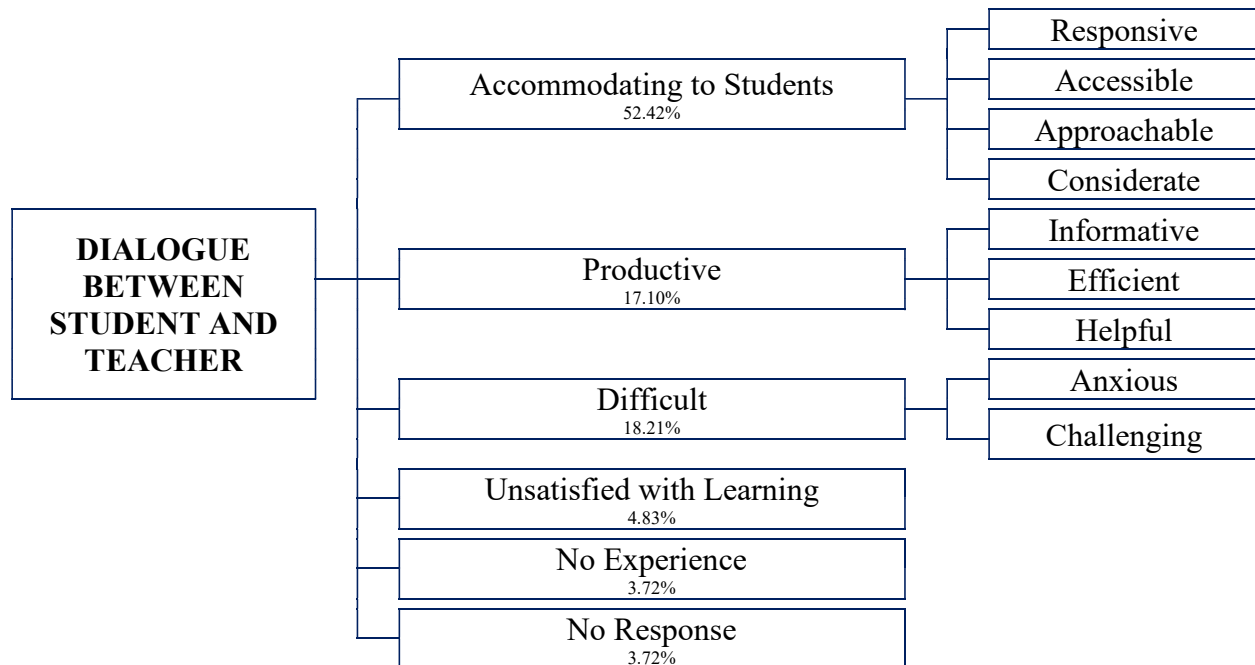 DIALOGUE
BETWEEN
STUDENT AND
TEACHER
Accommodating to Students
52.42%
Responsive
Accessible
Approachable
Considerate
Productive
17.10%
Informative
Efficient
Helpful
Difficult
18.21%
Anxious
Challenging
Unsatisfied with Learning
4.83%
No Experience
3.72%
No Response
3.72%